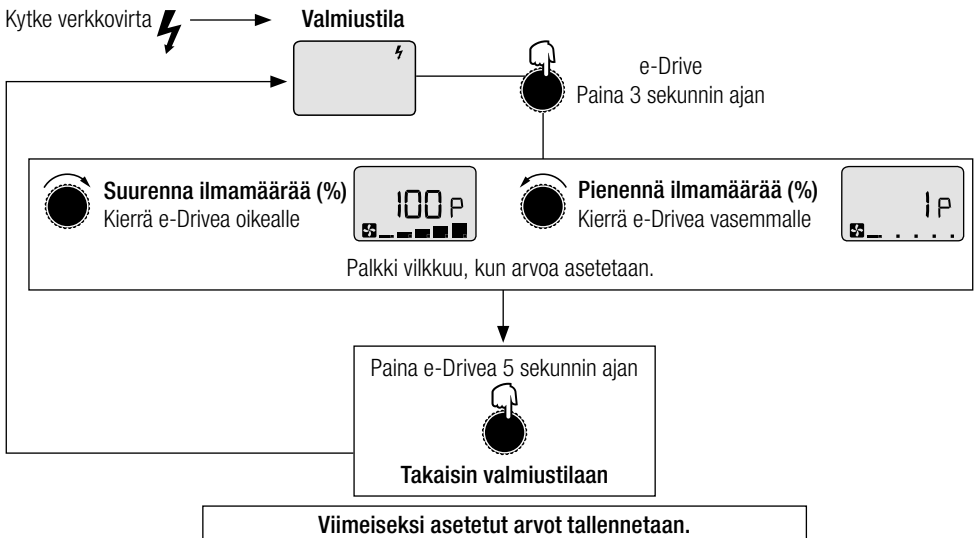 Kytke verkkovirta
Valmiustila
e-Drive
Paina 3 sekunnin ajan
Suurenna ilmamäärää (%)
Kierrä e-Drivea oikealle
100 P
Pienennä ilmamäärää (%)
Kierrä e-Drivea vasemmalle
1 P
Palkki vilkkuu, kun arvoa asetetaan.
Paina e-Drivea 5 sekunnin ajan
Takaisin valmiustilaan
Viimeiseksi asetetut arvot tallennetaan.